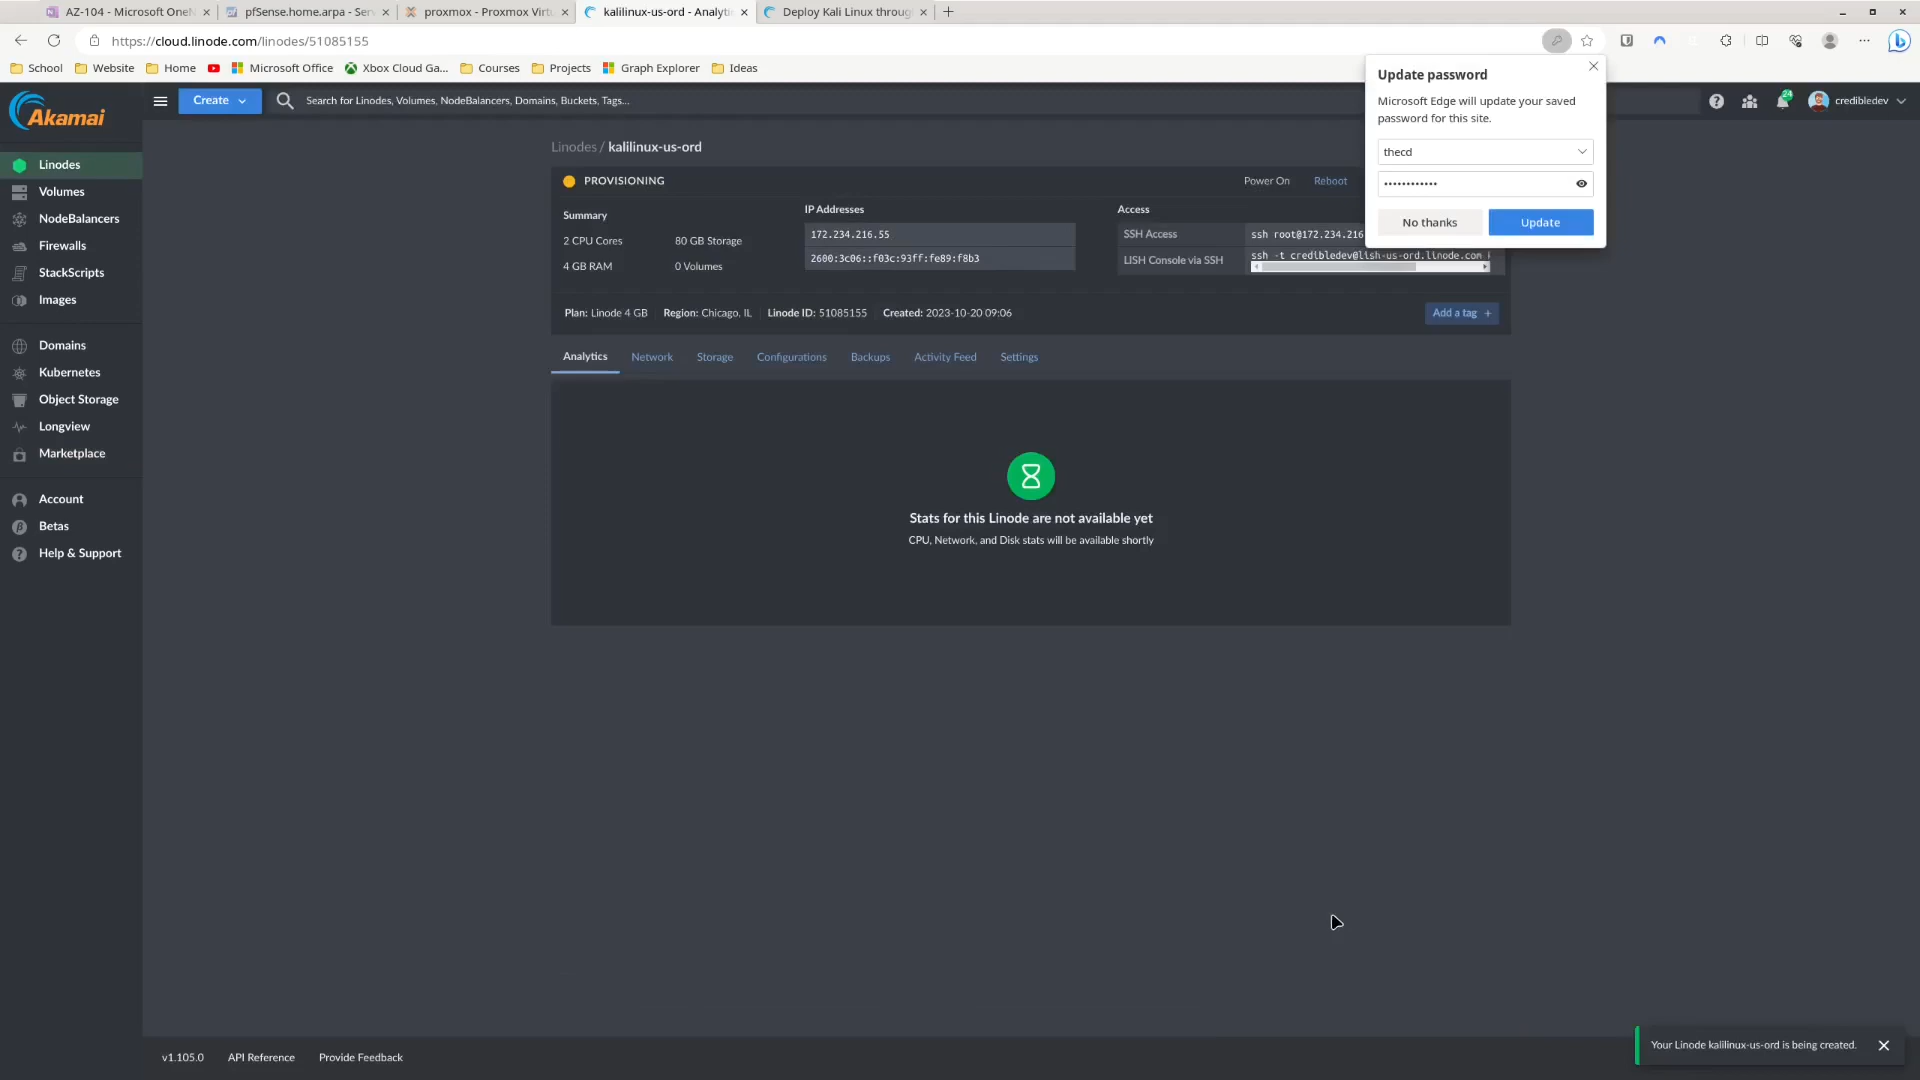 AZ-104 - Microsoft OneN
pfSense.home.arpa - Serv
proxmox - Proxmox Virtu
kalilinux-us-ord - Analyti
Deploy Kali Linux throug
https://cloud.linode.com/linodes/51085155
School
Website
Home
Microsoft Office
Xbox Cloud Ga...
Courses
Projects
Graph Explorer
Ideas
Akamai
Create
Search for Linodes, Volumes, NodeBalancers, Domains, Buckets, Tags...
24
credibledev
Linodes
Volumes
NodeBalancers
Firewalls
StackScripts
Images
Domains
Kubernetes
Object Storage
Longview
Marketplace
Account
Betas
Help & Support
Linodes / kalilinux-us-ord
PROVISIONING
Power On
Reboot
Summary
2 CPU Cores
80 GB Storage
4 GB RAM
0 Volumes
IP Addresses
172.234.216.55
2600:3c06::f03c:93ff:fe89:f8b3
Access
SSH Access
ssh root@172.234.216
LISH Console via SSH
ssh -t credibledev@lish-us-ord.linode.com
Plan: Linode 4 GB
Region: Chicago, IL
Linode ID: 51085155
Created: 2023-10-20 09:06
Add a tag +
Analytics
Network
Storage
Configurations
Backups
Activity Feed
Settings
Stats for this Linode are not available yet
CPU, Network, and Disk stats will be available shortly
Update password
Microsoft Edge will update your saved
password for this site.
thecd
••••••••••••
No thanks
Update
v1.105.0
API Reference
Provide Feedback
Your Linode kalilinux-us-ord is being created.